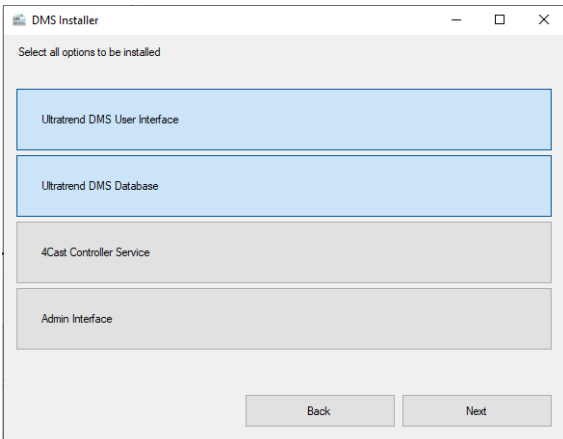 DMS Installer
Select all options to be installed
Ultratrend DMS User Interface
Ultratrend DMS Database
4Cast Controller Service
Admin Interface
Back Next